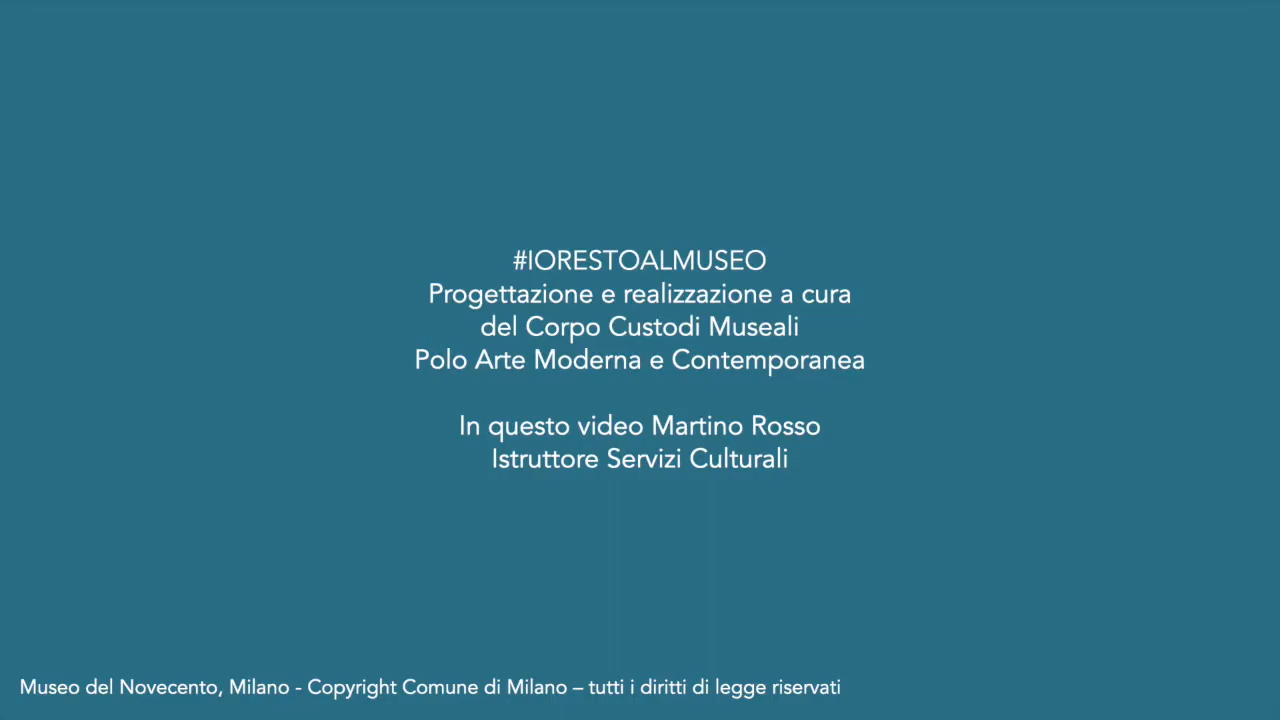 #IORESTOALMUSEO
Progettazione e realizzazione a cura
del Corpo Custodi Museali
Polo Arte Moderna e Contemporanea
In questo video Martino Rosso
Istruttore Servizi Culturali
Museo del Novecento, Milano - Copyright Comune di Milano – tutti i diritti di legge riservati